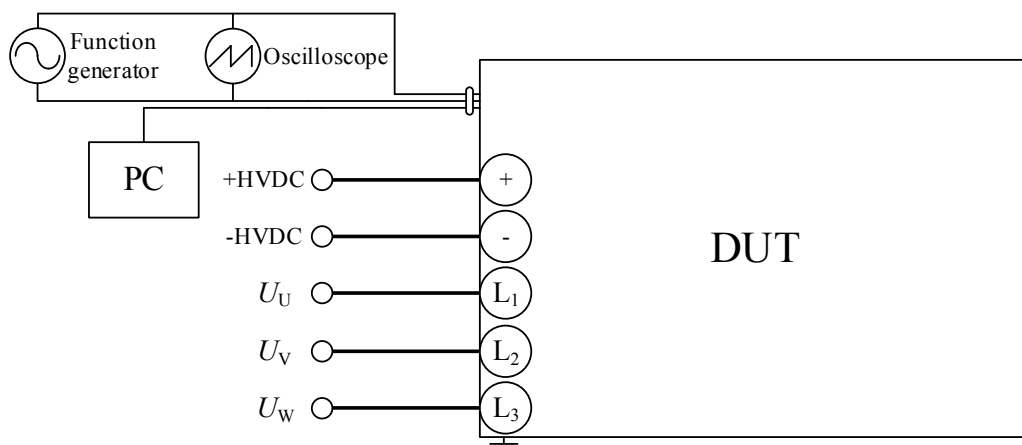 Function
generator
Oscilloscope
PC
+HVDC
+
-HVDC
-
DUT
U_U
L_1
U_V
L_2
U_W
L_3